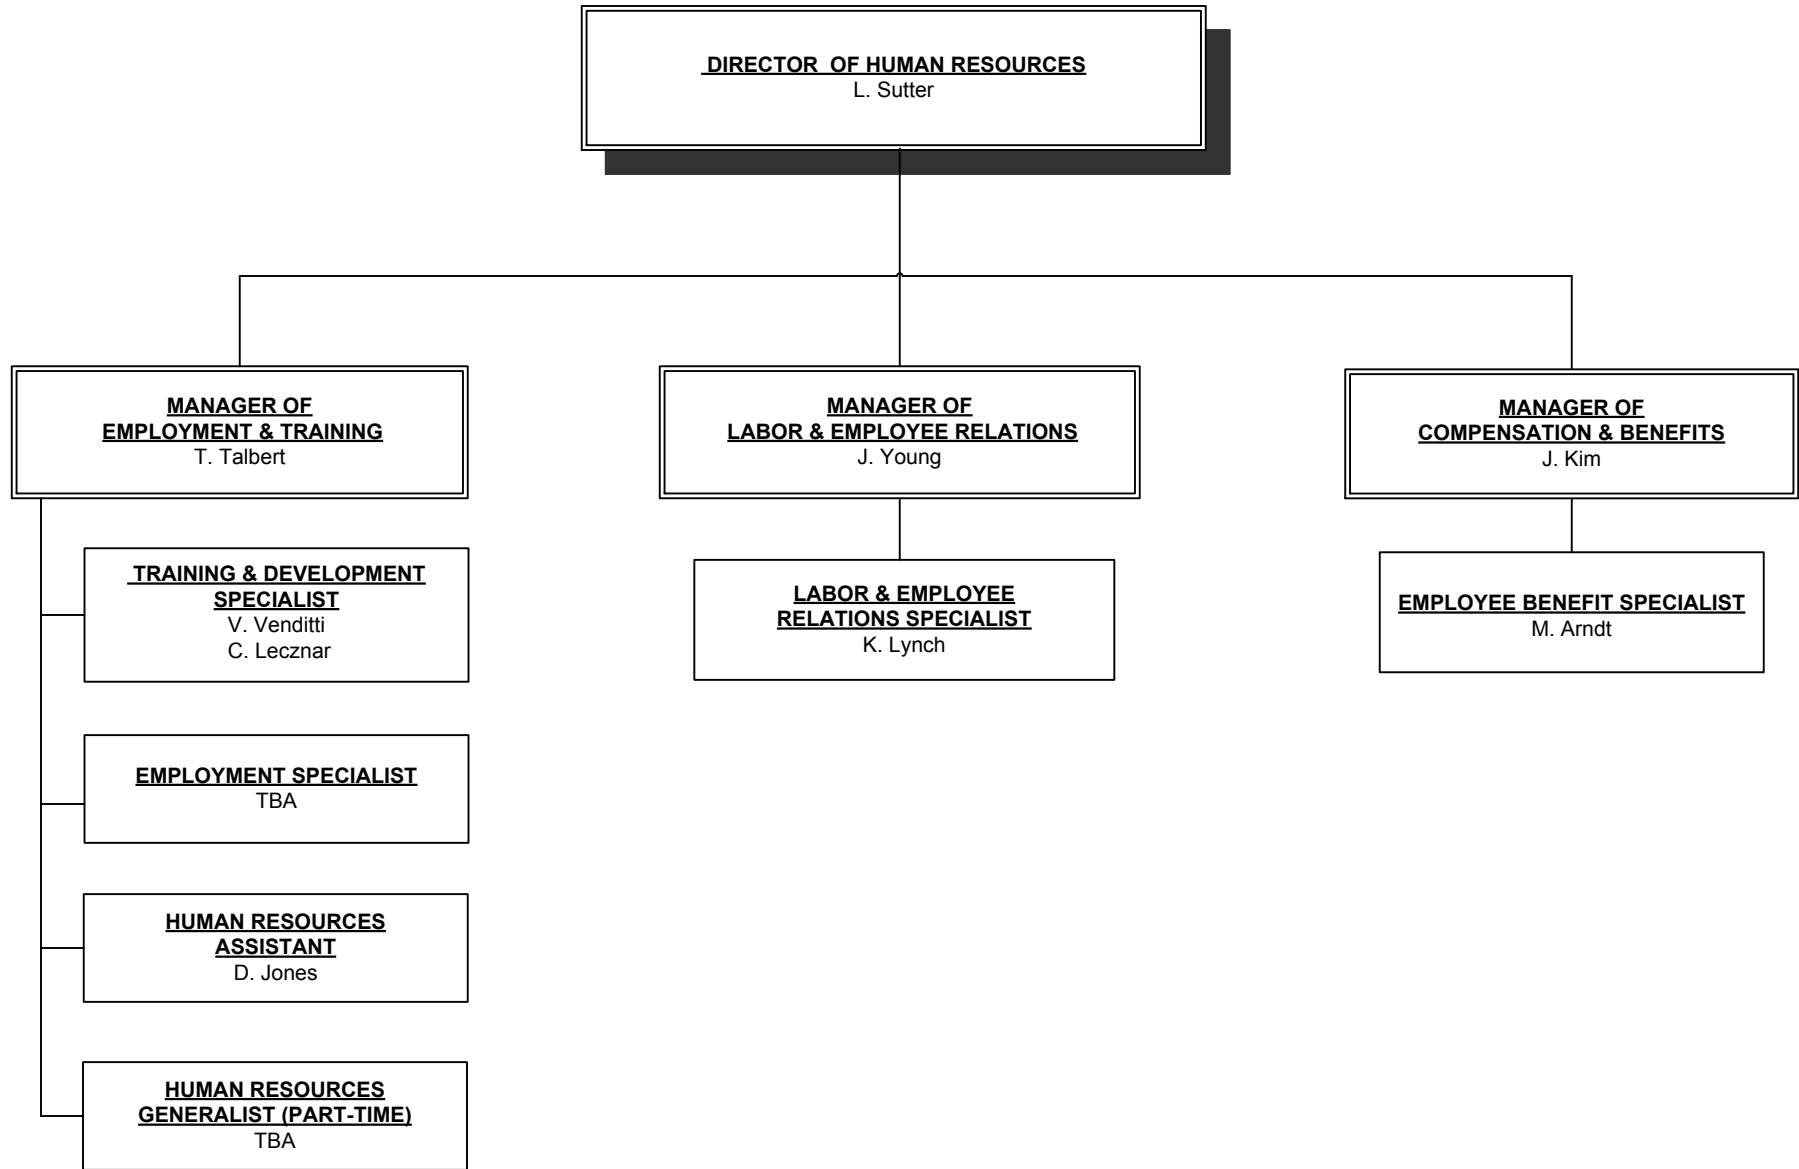 DIRECTOR OF HUMAN RESOURCES
L. Sutter
MANAGER OF
EMPLOYMENT & TRAINING
T. Talbert
MANAGER OF
LABOR & EMPLOYEE RELATIONS
J. Young
MANAGER OF
COMPENSATION & BENEFITS
J. Kim
TRAINING & DEVELOPMENT
SPECIALIST
V. Venditti
C. Lecznar
LABOR & EMPLOYEE
RELATIONS SPECIALIST
K. Lynch
EMPLOYEE BENEFIT SPECIALIST
M. Arndt
EMPLOYMENT SPECIALIST
TBA
HUMAN RESOURCES
ASSISTANT
D. Jones
HUMAN RESOURCES
GENERALIST (PART-TIME)
TBA